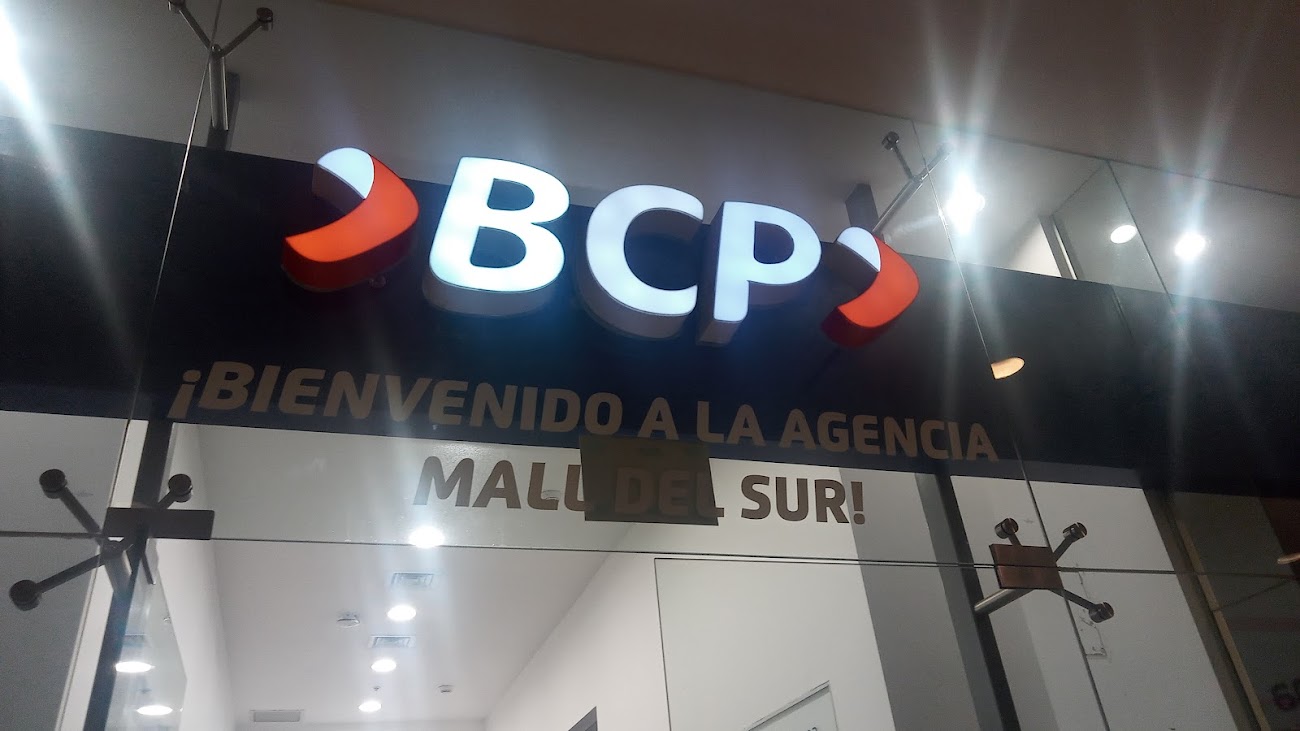 BCP
¡BIENVENIDO A LA AGENCIA
MALL DEL SUR!